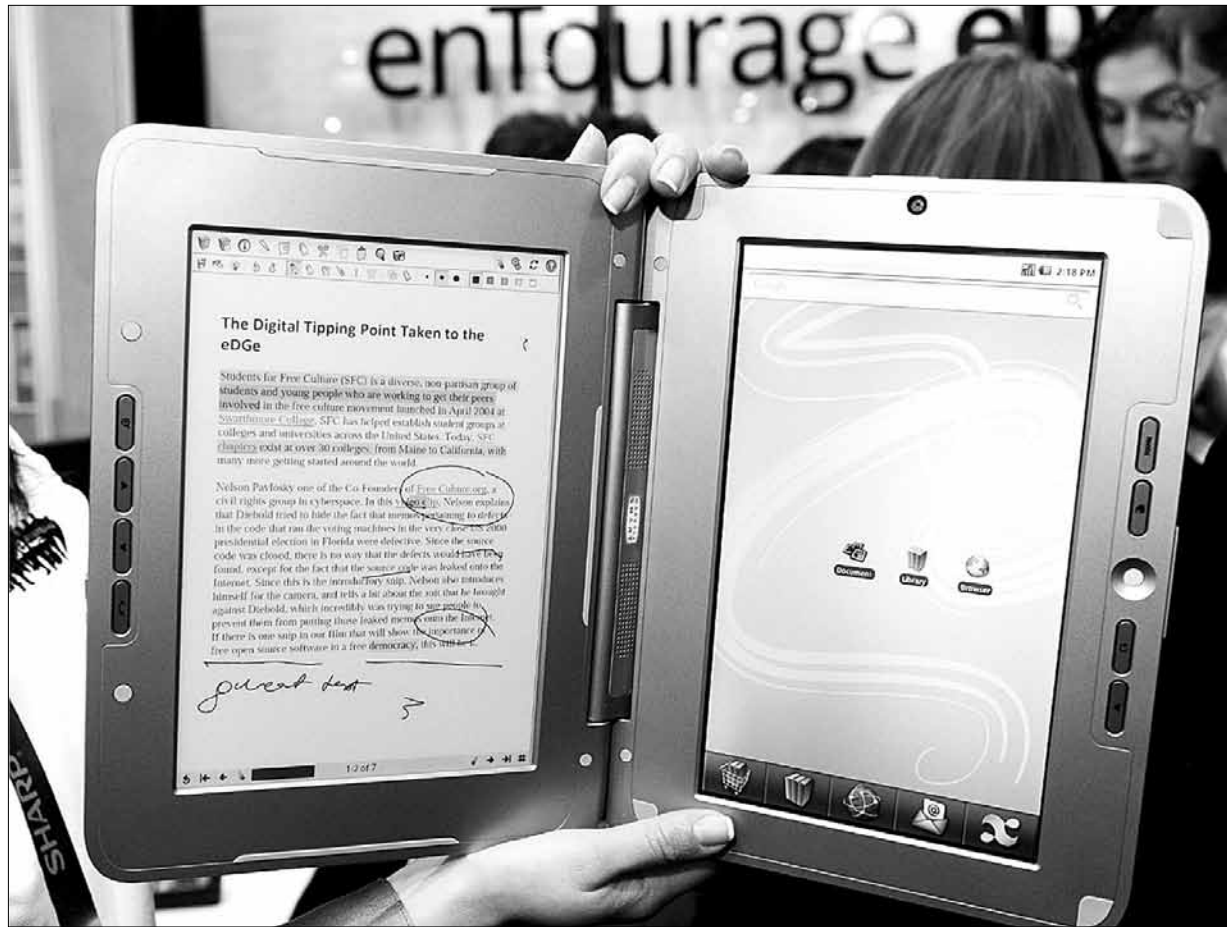 enTourage eD
The Digital Tipping Point Taken to the
eDGe
Students for Free Culture (SFC) is a diverse, non-partisan group of
students and young people who are working to get their peers
involved in the free culture movement launched in April 2004 at
Swarthmore College. SFC has helped establish student groups at
colleges and universities across the United States. Today, SFC
chapters exist at over 30 colleges, from Maine to California, with
many more getting started around the world.
Nelson Pavlosky one of the Co-Founders of Free Culture.org, a
civil rights group in cyberspace. In this video clip, Nelson explains
that Diebold tried to hide the fact that memos pertaining to defects
in the code that ran the voting machines in the very close US 2000
presidential election in Florida were defective. Since the source
code was closed, there is no way that the defects would have been
found, except for the fact that the source code was leaked onto the
Internet. Since this is the introductory snip, Nelson also introduces
himself for the camera, and tells a bit about the suit that he brought
against Diebold, which incredibly was trying to sue people to
prevent them from putting those leaked memos onto the Internet.
If there is one snip in our film that will show the importance of
free open source software in a free democracy, this will be it.
1-2 of 7
2:18 PM
Google
Document
Library
Browser
SHARP